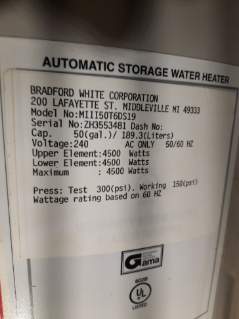 AUTOMATIC STORAGE WATER HEATER
BRADFORD WHITE CORPORATION
200 LAFAYETTE ST. MIDDLEVILLE MI 49333
Model No:MIII50T6DS19
Serial No:ZH3553481 Dash No:
Cap. 50(gal.)/ 189.3(Liters)
Voltage:240 AC ONLY 50/60 HZ
Upper Element:4500 Watts
Lower Element:4500 Watts
Maximum : 4500 Watts
Press: Test 300(psi). Working 150(psi)
Wattage rating based on 60 HZ
Gama
UL
LISTED